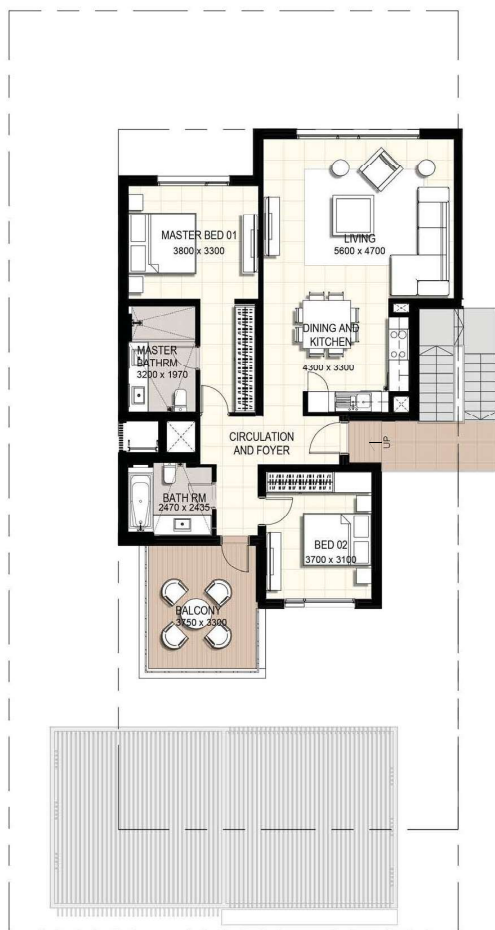 MASTER BED 01
3800 x 3300
LIVING
5600 x 4700
DINING AND
KITCHEN
4300 x 3300
MASTER
BATHRM
3200 x 1970
CIRCULATION
AND FOYER
UP
BATH RM
2470 x 2435
BED 02
3700 x 3100
BALCONY
3750 x 3300